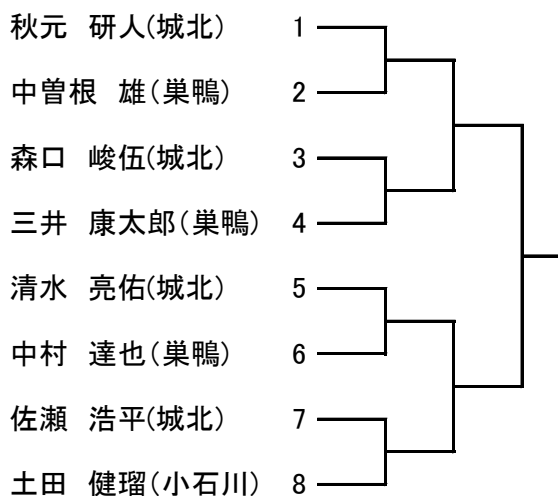 秋元　研人(城北)　1
中曽根　雄(巣鴨)　2
森口　峻伍(城北)　3
三井　康太郎(巣鴨)　4
清水　亮佑(城北)　5
中村　達也(巣鴨)　6
佐瀬　浩平(城北)　7
土田　健瑠(小石川)　8